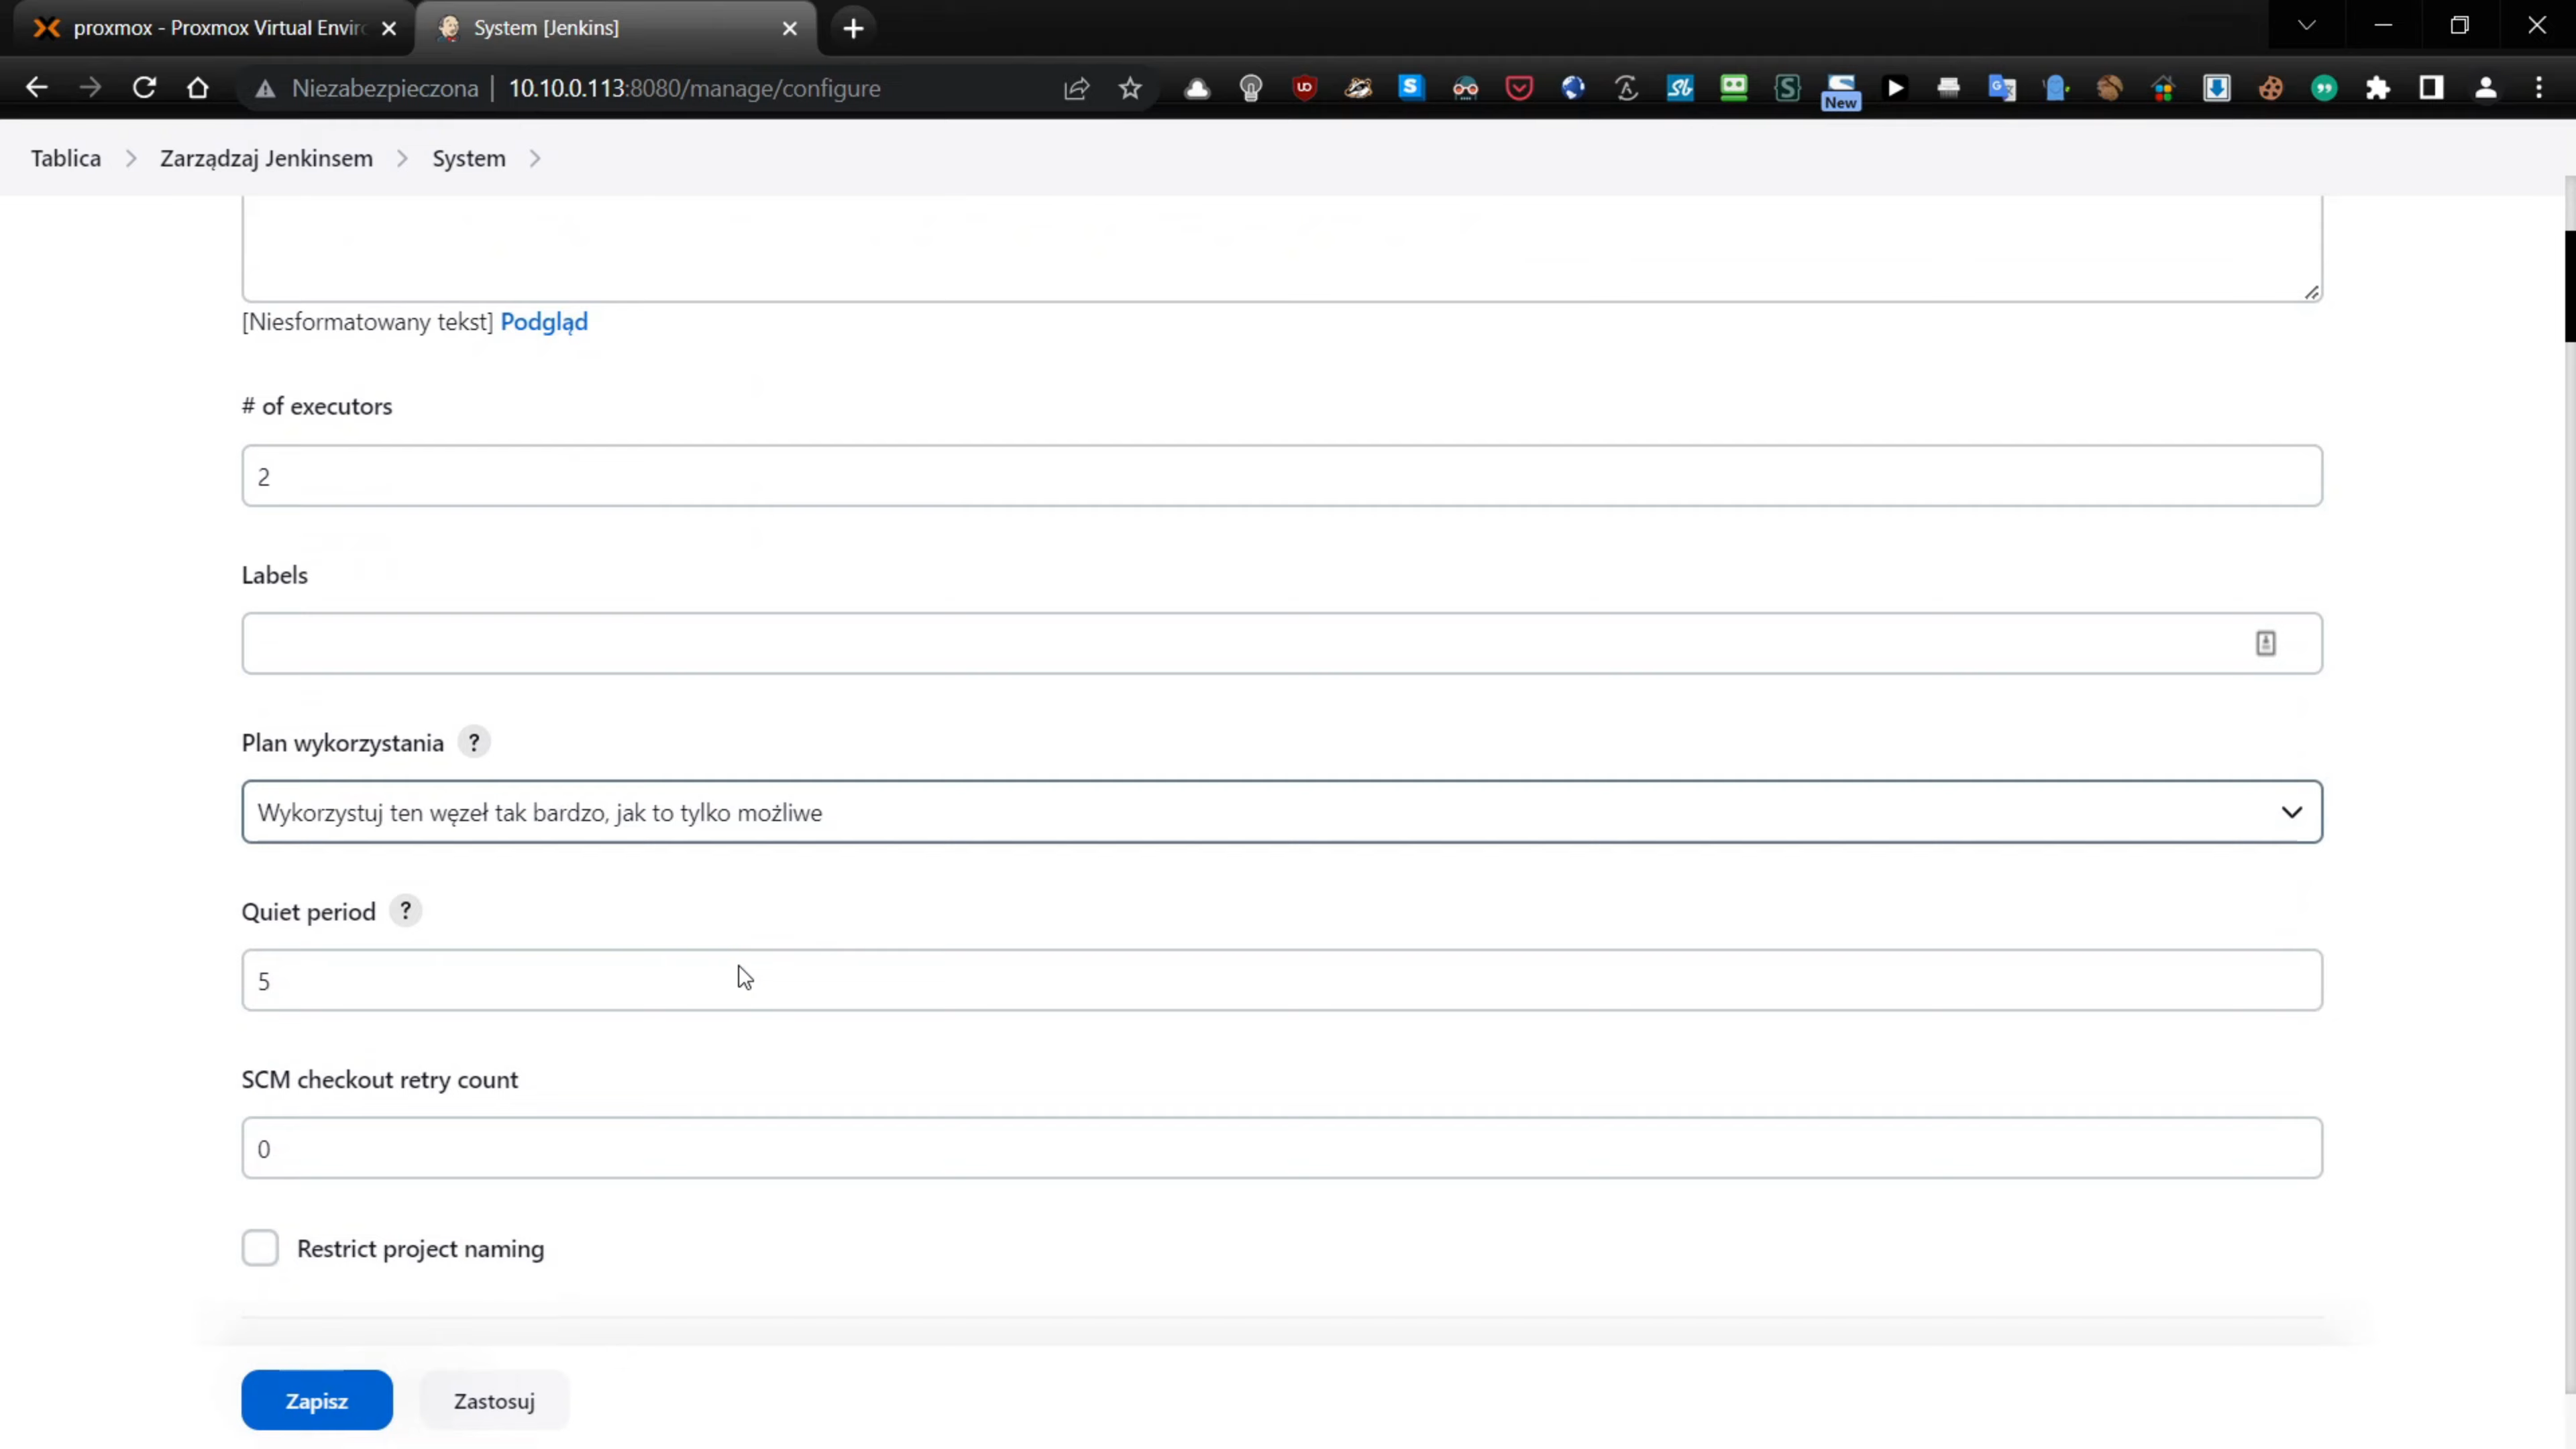 proxmox - Proxmox Virtual Envir
System [Jenkins]
Niezabezpieczona
10.10.0.113:8080/manage/configure
New
Tablica
Zarządzaj Jenkinsem
System
[Niesformatowany tekst] Podgląd
# of executors
2
Labels
Plan wykorzystania ?
Wykorzystuj ten węzeł tak bardzo, jak to tylko możliwe
Quiet period ?
5
SCM checkout retry count
0
Restrict project naming
Zapisz
Zastosuj